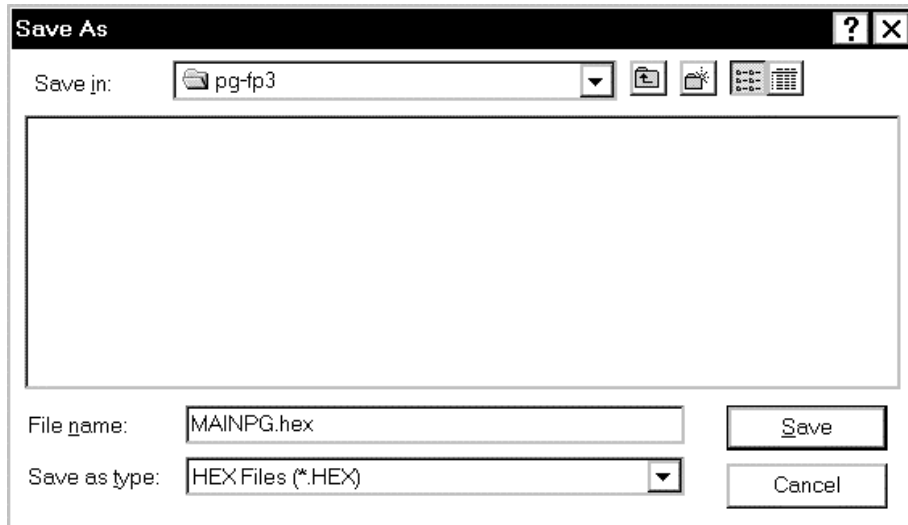 Save As
Save in: pg-fp3
File name: MAINPG.hex Save
Save as type: HEX Files (*.HEX) Cancel